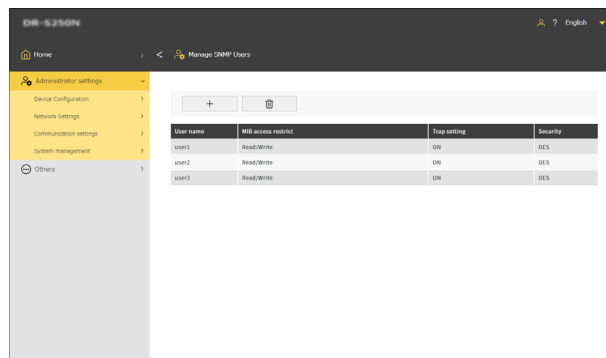 DR-S250N
? English
Home
Manage SNMP Users
Administrator settings
Device Configuration
Network Settings
Communication settings
System management
Others
+
User name MIB access restrict Trap setting Security
user1 Read/Write ON DES
user2 Read/Write ON DES
user3 Read/Write ON DES